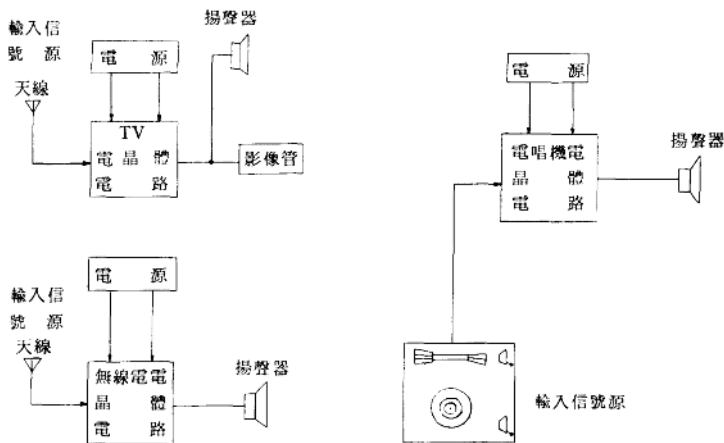 輸入信
號源
天線
電源
揚聲器
TV
電晶體
電路
影像管
電源
輸入信
號源
天線
無線電電
晶體
電路
揚聲器
電源
電唱機電
晶體
電路
揚聲器
輸入信號源